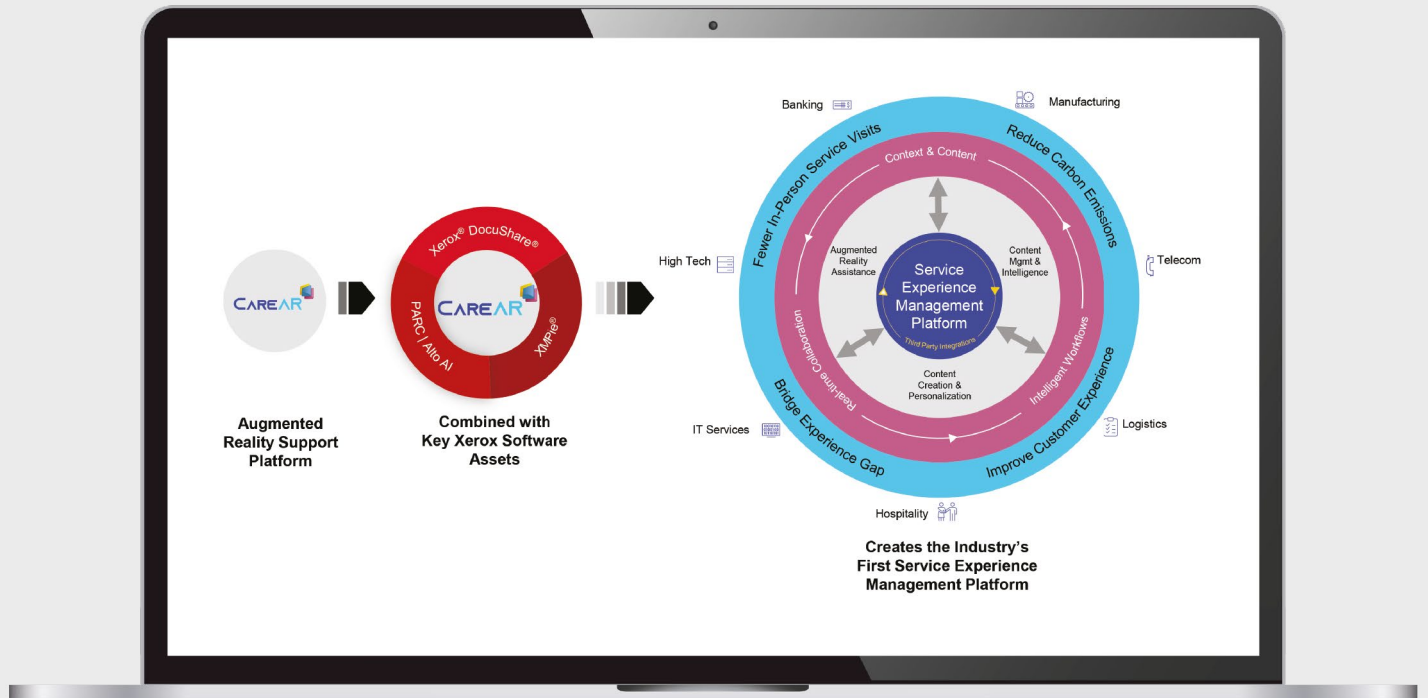 CAREAR
Augmented
Reality Support
Platform
Xerox® DocuShare®
PARC | Alto AI
XMPie®
CAREAR
Combined with
Key Xerox Software
Assets
Banking
Manufacturing
High Tech
Telecom
IT Services
Logistics
Hospitality
Fewer In-Person Service Visits
Reduce Carbon Emissions
Bridge Experience Gap
Improve Customer Experience
Context & Content
Real-time Collaboration
Intelligent Workflows
Augmented
Reality
Assistance
Content
Mgmt &
Intelligence
Content
Creation &
Personalization
Service
Experience
Management
Platform
Third Party Integrations
Creates the Industry's
First Service Experience
Management Platform